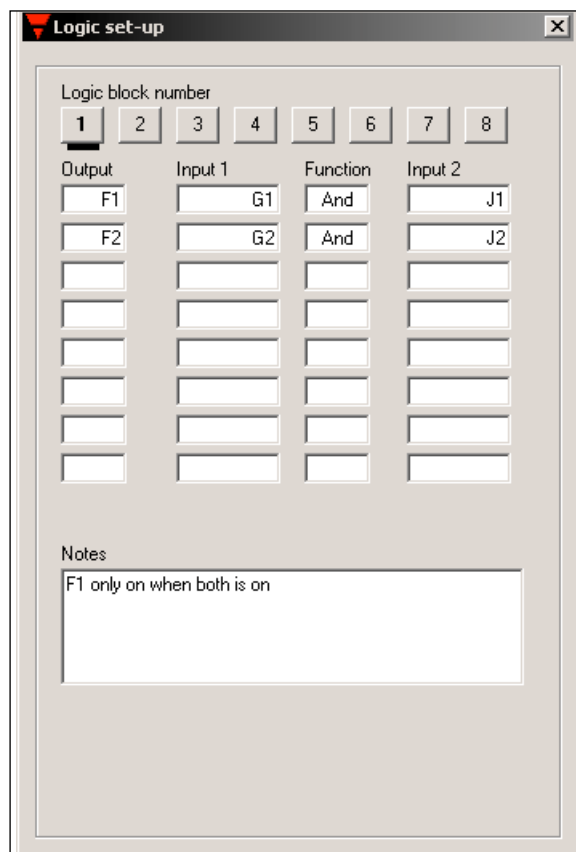 Logic set-up
Logic block number
1 2 3 4 5 6 7 8
Output Input 1 Function Input 2
F1 G1 And J1
F2 G2 And J2
Notes
F1 only on when both is on